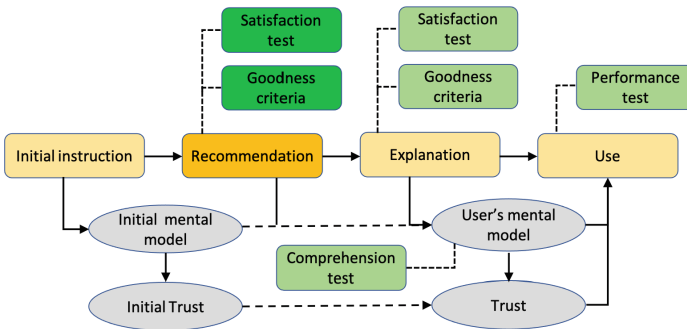 Satisfaction
test
Satisfaction
test
Goodness
criteria
Goodness
criteria
Performance
test
Initial instruction
Recommendation
Explanation
Use
Initial mental
model
User's mental
model
Comprehension
test
Initial Trust
Trust